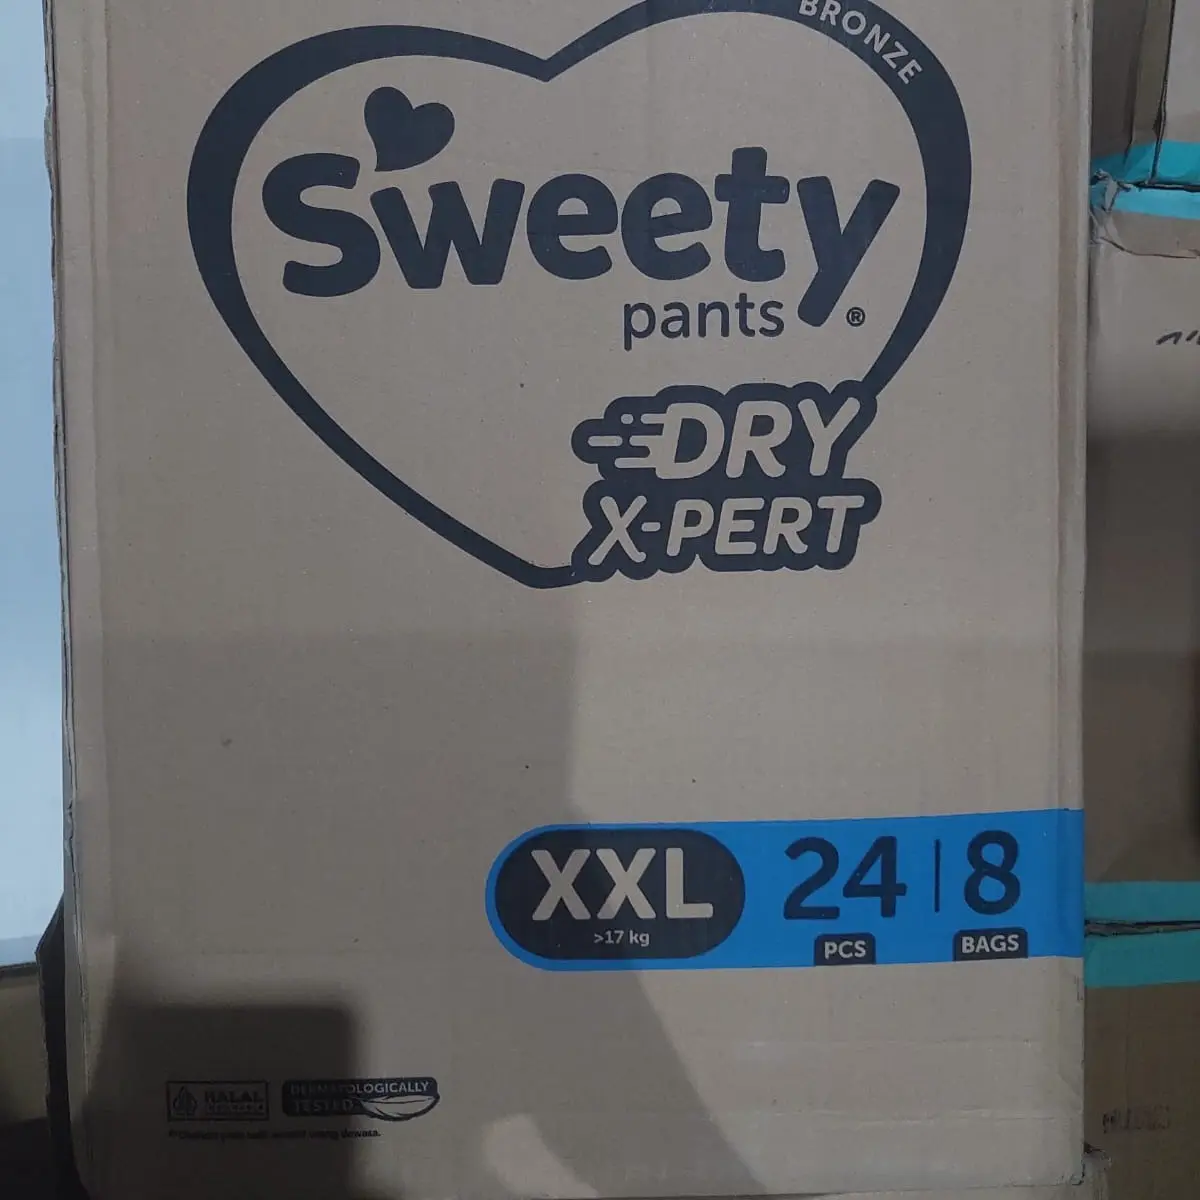 BRONZE
Sweety
pants ®
DRY
X-PERT
XXL
>17 kg
24 | 8
PCS BAGS
HALAL
DERMATOLOGICALLY
TESTED